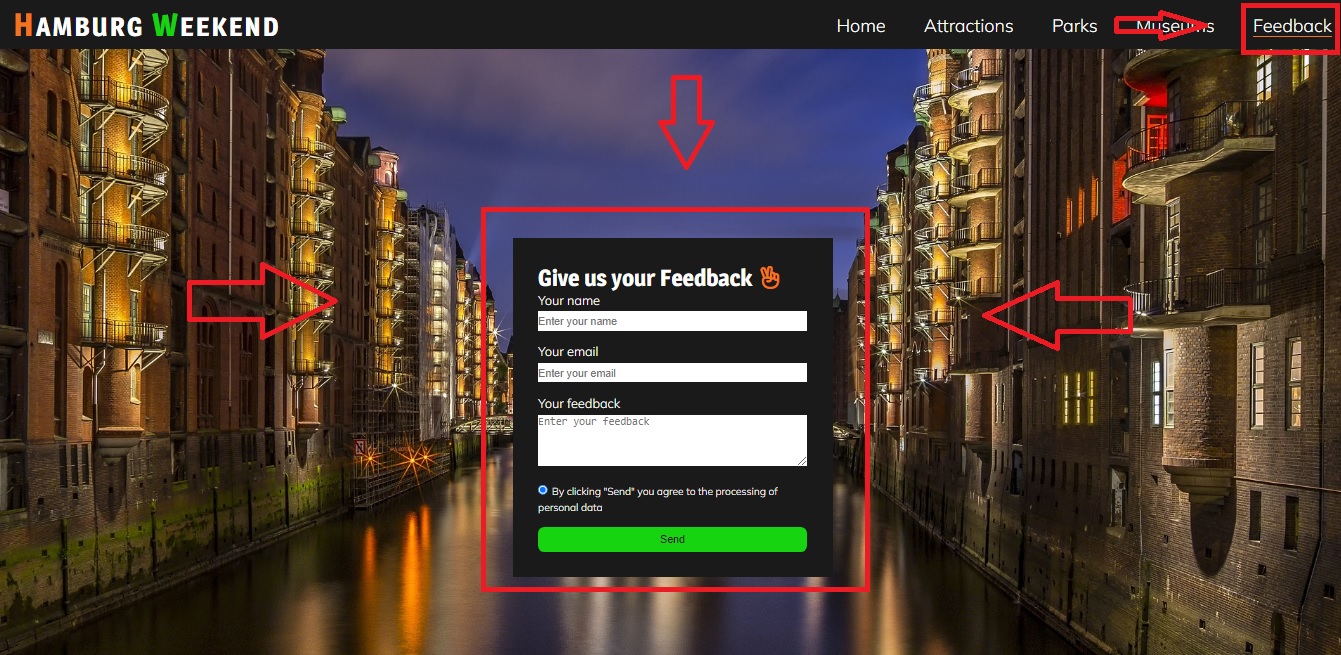 HAMBURG WEEKEND
Home Attractions Parks Museums Feedback
Give us your Feedback
Your name
Enter your name
Your email
Enter your email
Your feedback
Enter your feedback
By clicking "Send" you agree to the processing of
personal data
Send